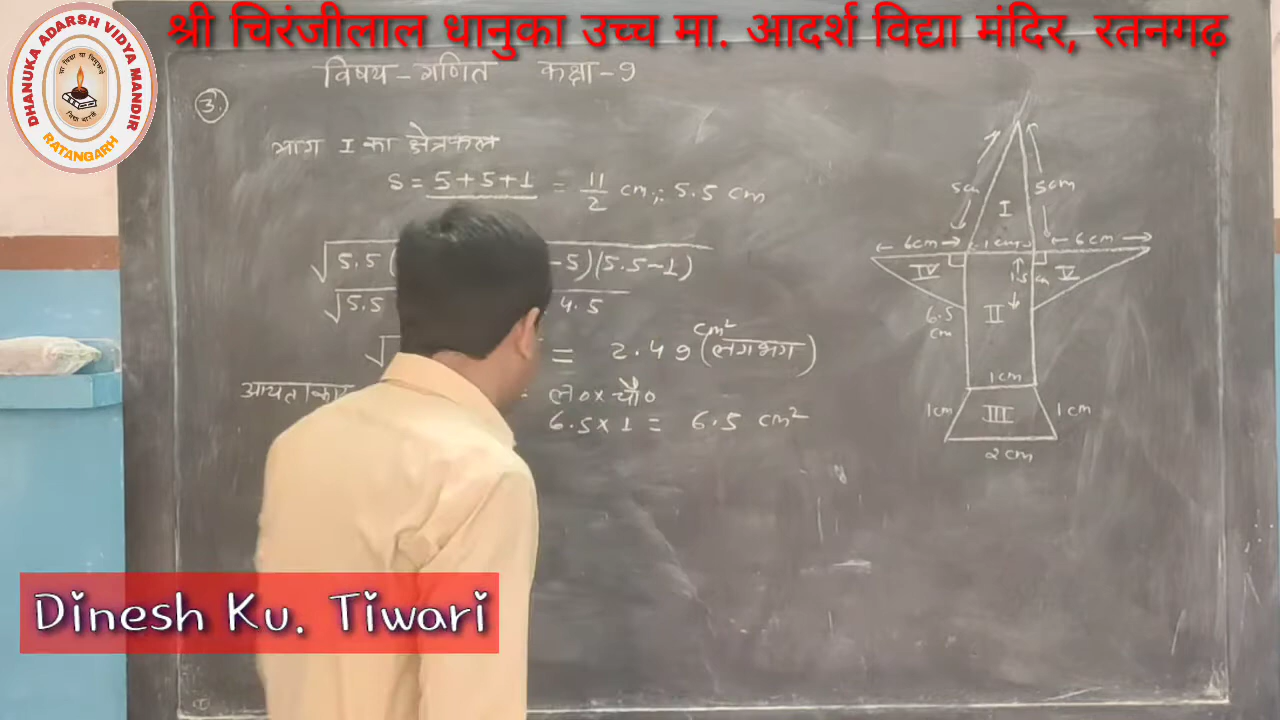 श्री चिरंजीलाल धानुका उच्च मा. आदर्श विद्या मंदिर, रतनगढ़
DHANUKA ADARSH VIDYA MANDIR
RATANGARH
विषय - गणित कक्षा - 9
3.
भाग I का क्षेत्रफल
S = 5+5+1 = 11/2 cm ; 5.5 cm
√5.5( -5)(5.5-1)
√5.5 4.5
√ = 2.49 cm² (लगभग)
= ल० x चौ०
6.5 x 1 = 6.5 cm²
5cm 5cm
I
6cm 1cm 6cm
IV V
1.5 cm
6.5 cm
II
1cm
1cm III 1cm
2cm
Dinesh Ku. Tiwari